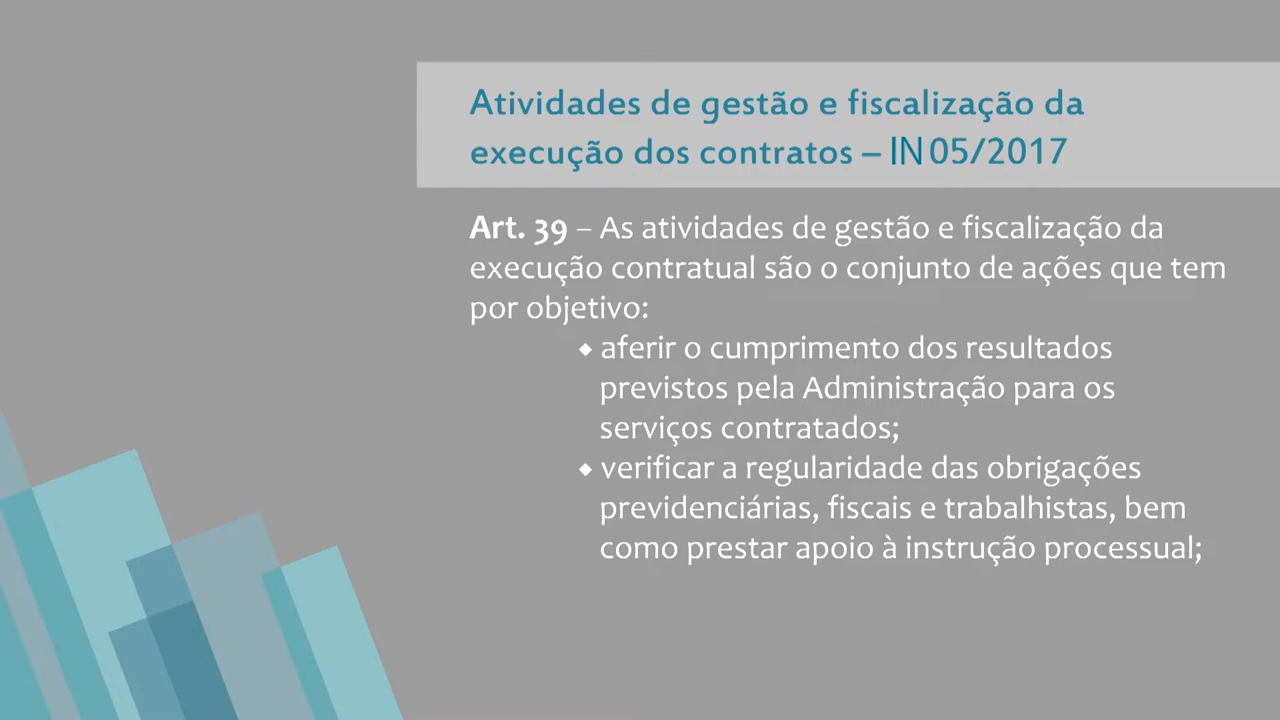 Atividades de gestão e fiscalização da
execução dos contratos – IN 05/2017
Art. 39 – As atividades de gestão e fiscalização da
execução contratual são o conjunto de ações que tem
por objetivo:
◆ aferir o cumprimento dos resultados
previstos pela Administração para os
serviços contratados;
◆ verificar a regularidade das obrigações
previdenciárias, fiscais e trabalhistas, bem
como prestar apoio à instrução processual;